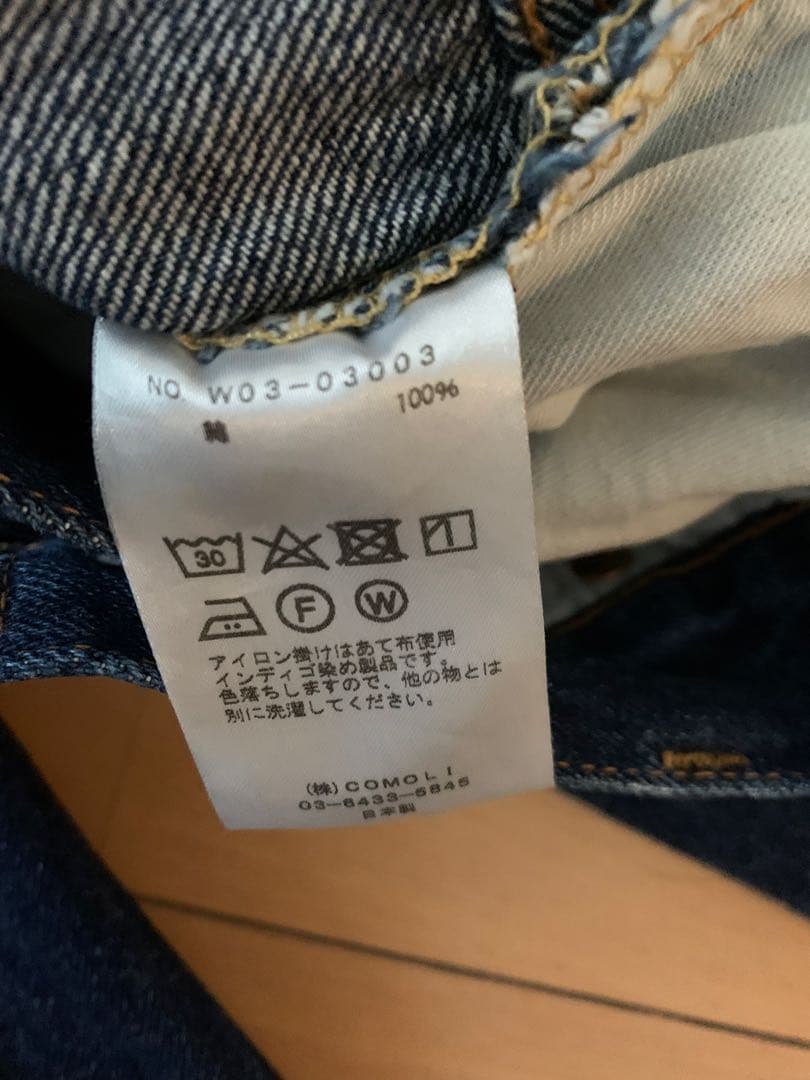 NO. W03-03003
綿 100%
30
F W
アイロン掛けはあて布使用
インディゴ染め製品です。
色落ちしますので、他の物とは
別に洗濯してください。
(株)COMOLI
03-6433-5845
日本製